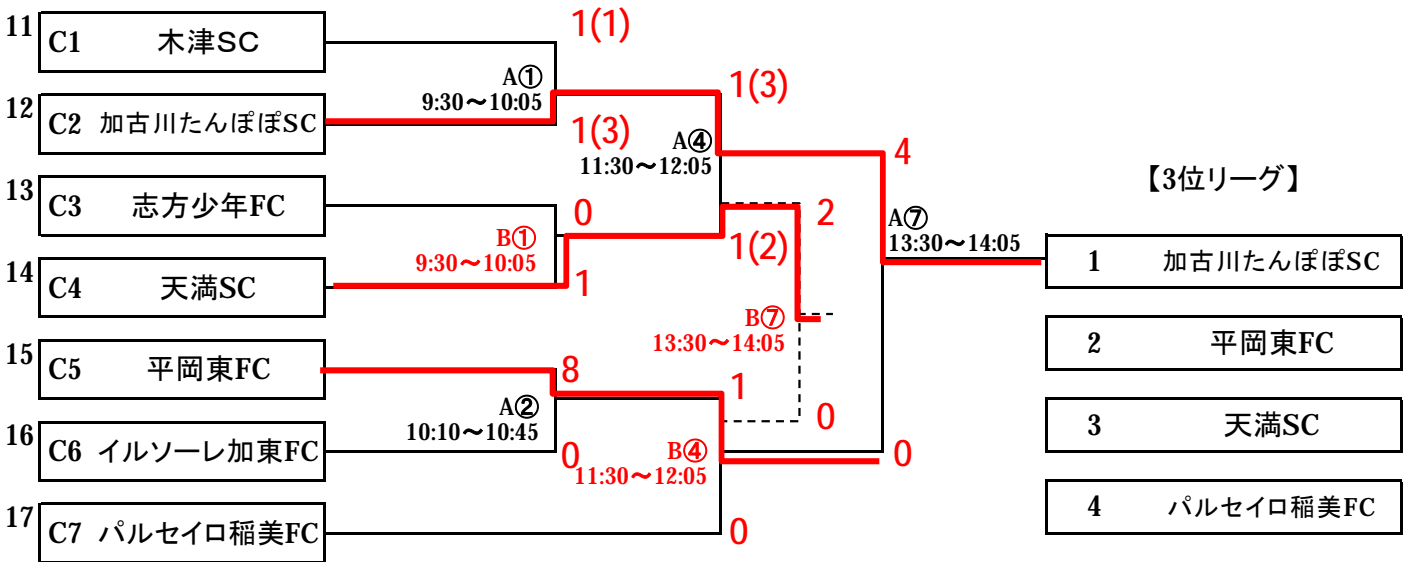 11
C1 木津SC
1(1)
A①
9:30～10:05
1(3)
12
C2 加古川たんぽぽSC
1(3)
A④
11:30～12:05
4
【3位リーグ】
13
C3 志方少年FC
0
2
A⑦
13:30～14:05
B①
9:30～10:05
1(2)
1 加古川たんぽぽSC
14
C4 天満SC
1
B⑦
13:30～14:05
2 平岡東FC
15
C5 平岡東FC
8
1
A②
10:10～10:45
0
3 天満SC
16
C6 イルソーレ加東FC
0
B④
11:30～12:05
0
17
C7 パルセイロ稲美FC
0
4 パルセイロ稲美FC